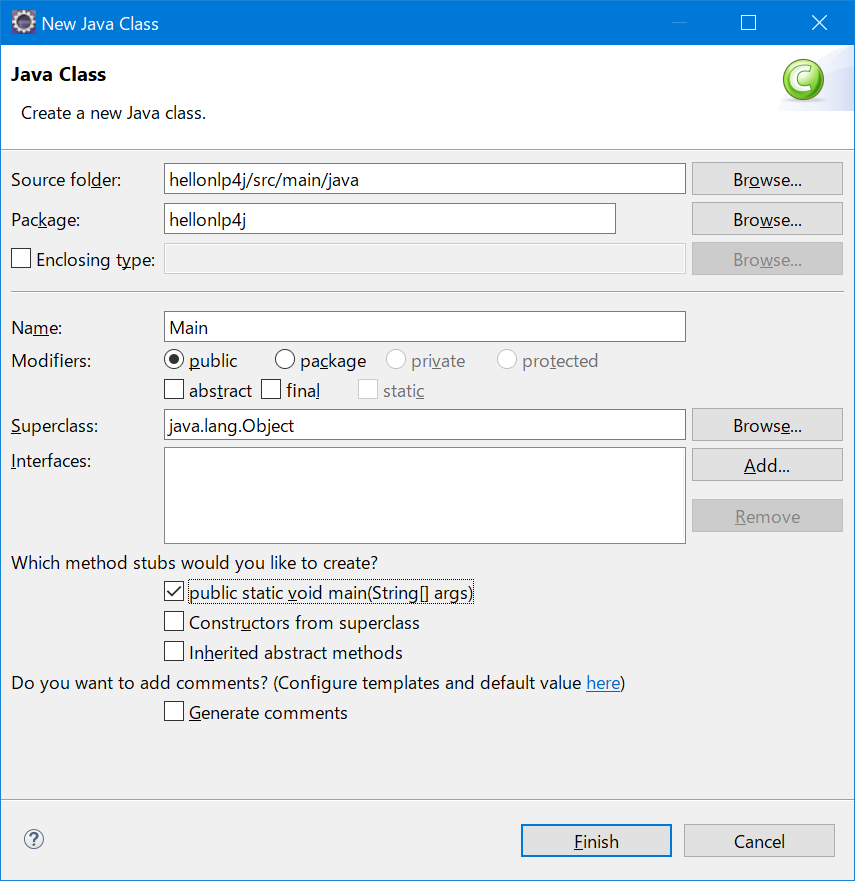 New Java Class
Java Class
Create a new Java class.
Source folder: hellonlp4j/src/main/java Browse...
Package: hellonlp4j Browse...
Enclosing type: Browse...
Name: Main
Modifiers: public package private protected
abstract final static
Superclass: java.lang.Object Browse...
Interfaces: Add...
Remove
Which method stubs would you like to create?
public static void main(String[] args)
Constructors from superclass
Inherited abstract methods
Do you want to add comments? (Configure templates and default value here)
Generate comments
? Finish Cancel